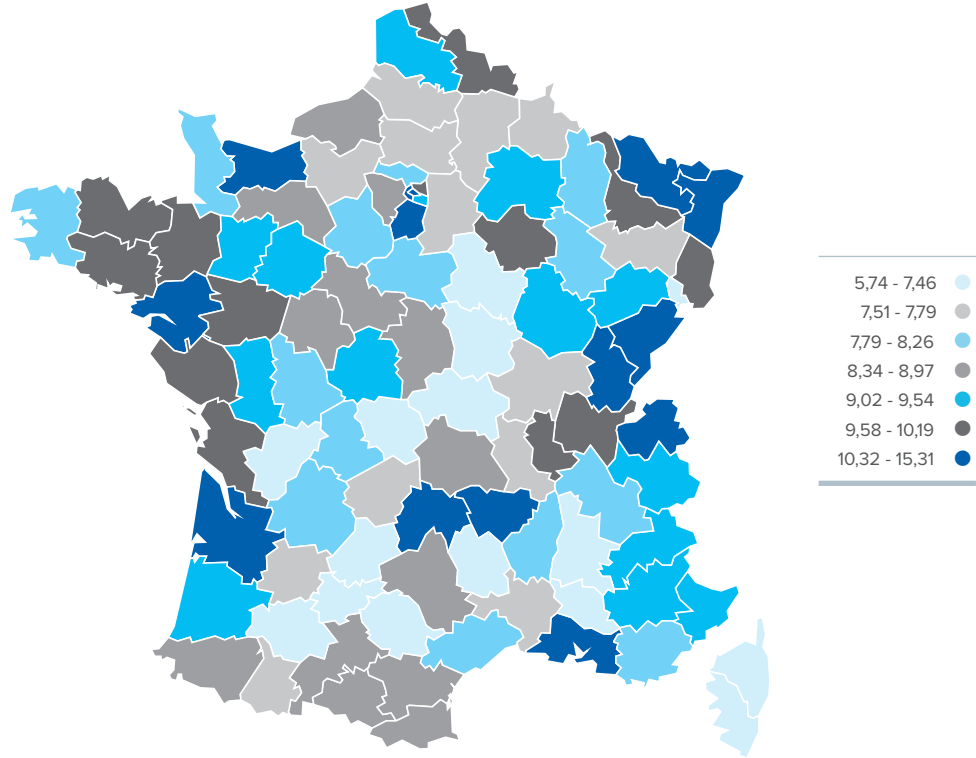 5,74 - 7,46
7,51 - 7,79
7,79 - 8,26
8,34 - 8,97
9,02 - 9,54
9,58 - 10,19
10,32 - 15,31